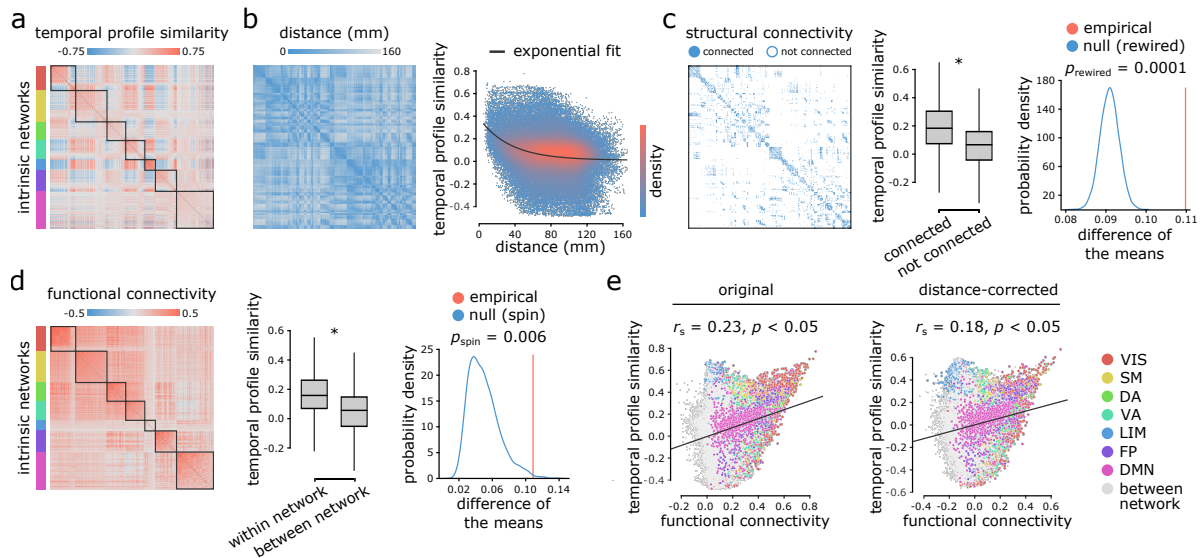 a
temporal profile similarity
-0.75
0.75
intrinsic networks
b
distance (mm)
0
160
exponential fit
temporal profile similarity
0.8
0.6
0.4
0.2
0.0
-0.2
-0.4
0
40
80
120
160
distance (mm)
density
c
structural connectivity
connected
not connected
temporal profile similarity
0.6
0.4
0.2
0.0
-0.2
*
connected
not connected
empirical
null (rewired)
p_rewired = 0.0001
probability density
180
140
100
60
20
0.08
0.09
0.10
0.11
difference of
the means
d
functional connectivity
-0.5
0.5
intrinsic networks
temporal profile similarity
0.6
0.4
0.2
0.0
-0.2
*
within network
between network
empirical
null (spin)
p_spin = 0.006
probability density
25
20
15
10
5
0
0.02
0.06
0.10
0.14
difference of
the means
e
original
r_s = 0.23, p < 0.05
temporal profile similarity
0.8
0.6
0.4
0.2
0.0
-0.2
-0.4
0.0
0.2
0.4
0.6
0.8
functional connectivity
distance-corrected
r_s = 0.18, p < 0.05
temporal profile similarity
0.6
0.4
0.2
0.0
-0.2
-0.4
-0.6
-0.4
-0.2
0.0
0.2
0.4
0.6
functional connectivity
VIS
SM
DA
VA
LIM
FP
DMN
between
network